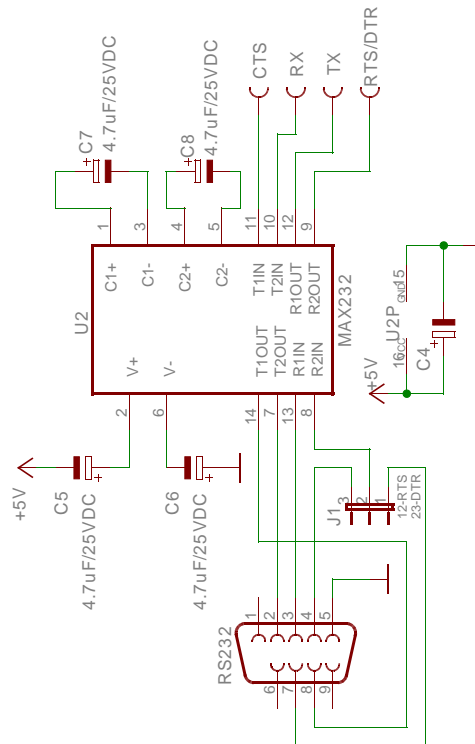 CTS
RX
TX
RTS/DTR
C7
4.7uF/25VDC
C8
4.7uF/25VDC
+
+
1
3
4
5
11
10
12
9
C1+
C1-
C2+
C2-
T1IN
T2IN
R1OUT
R2OUT
U2
MAX232
V+
V-
T1OUT
T2OUT
R1IN
R2IN
2
6
14
7
13
8
GND
15
U2P
16
VCC
C4
+
+5V
+5V
C5
+
4.7uF/25VDC
C6
+
4.7uF/25VDC
J1
3
2
1
12-RTS
23-DTR
RS232
1
2
3
4
5
6
7
8
9